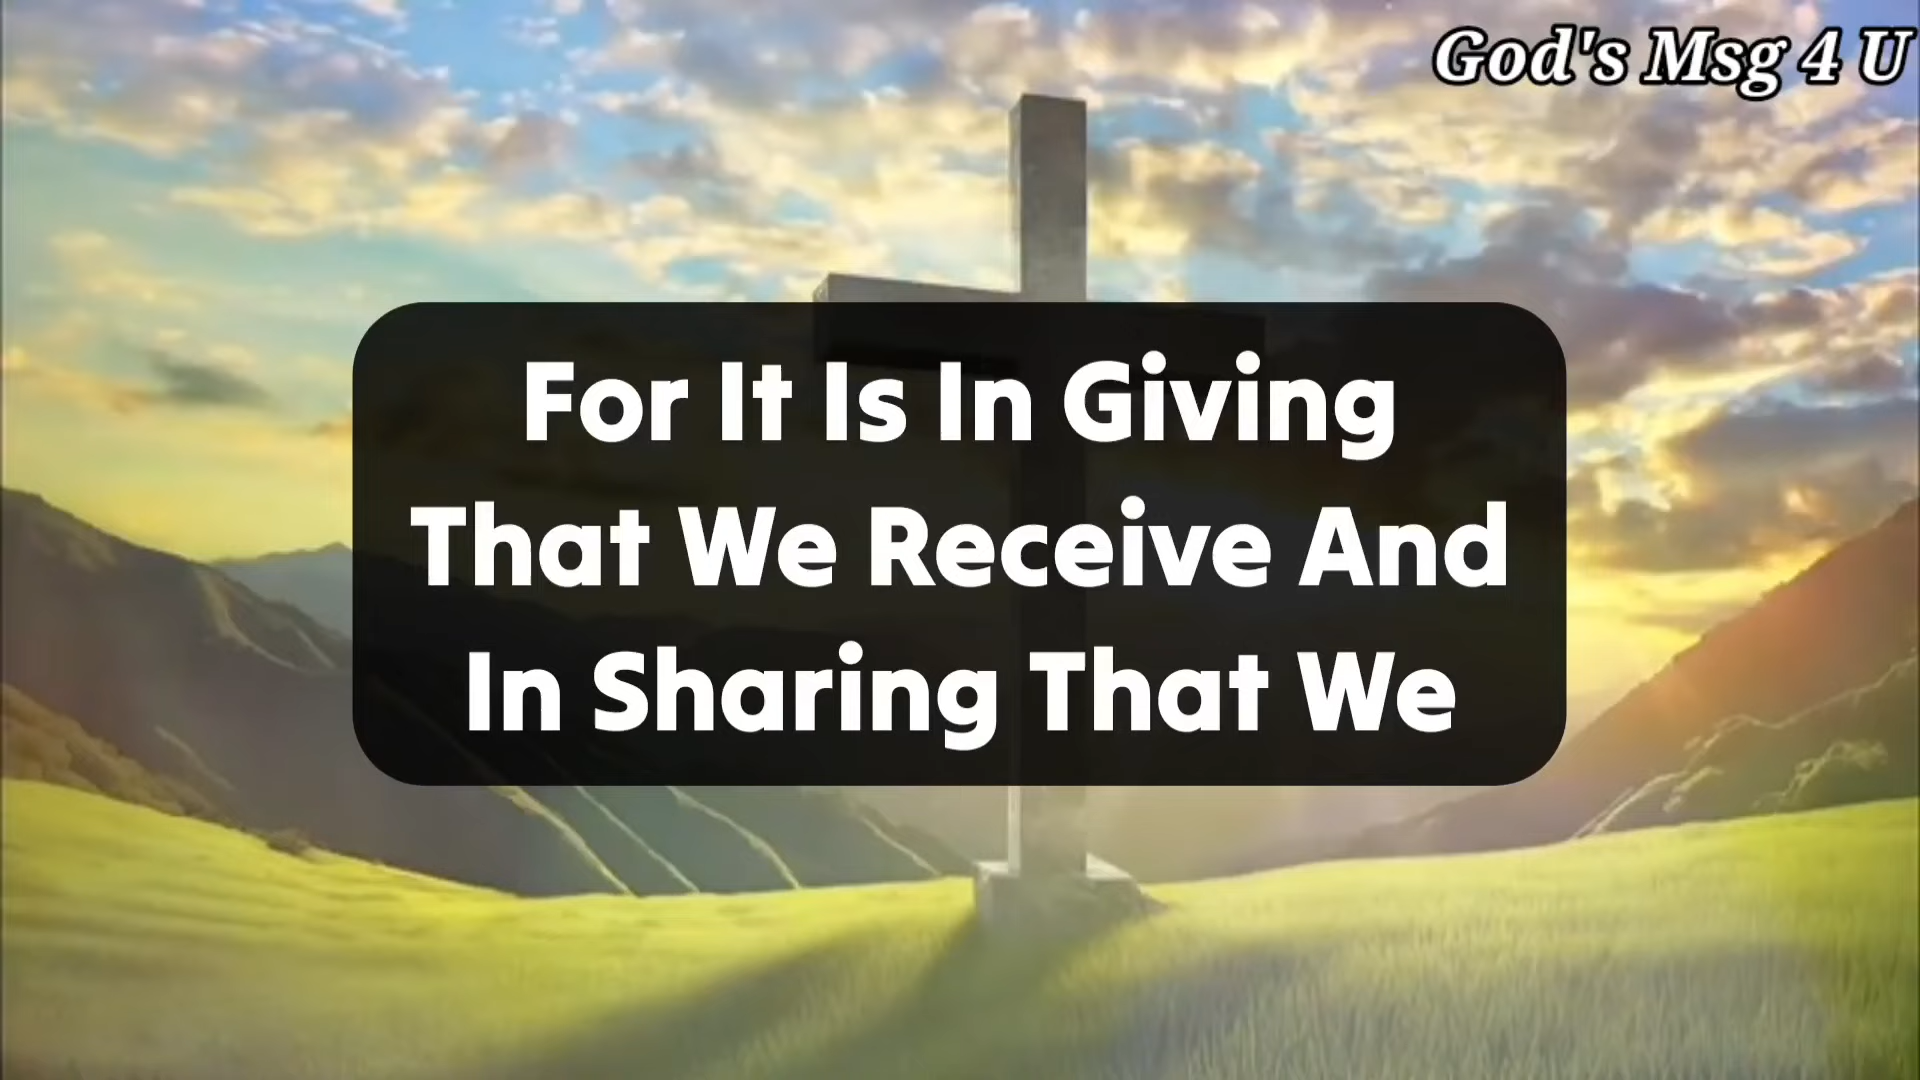 God's Msg 4 U
For It Is In Giving
That We Receive And
In Sharing That We